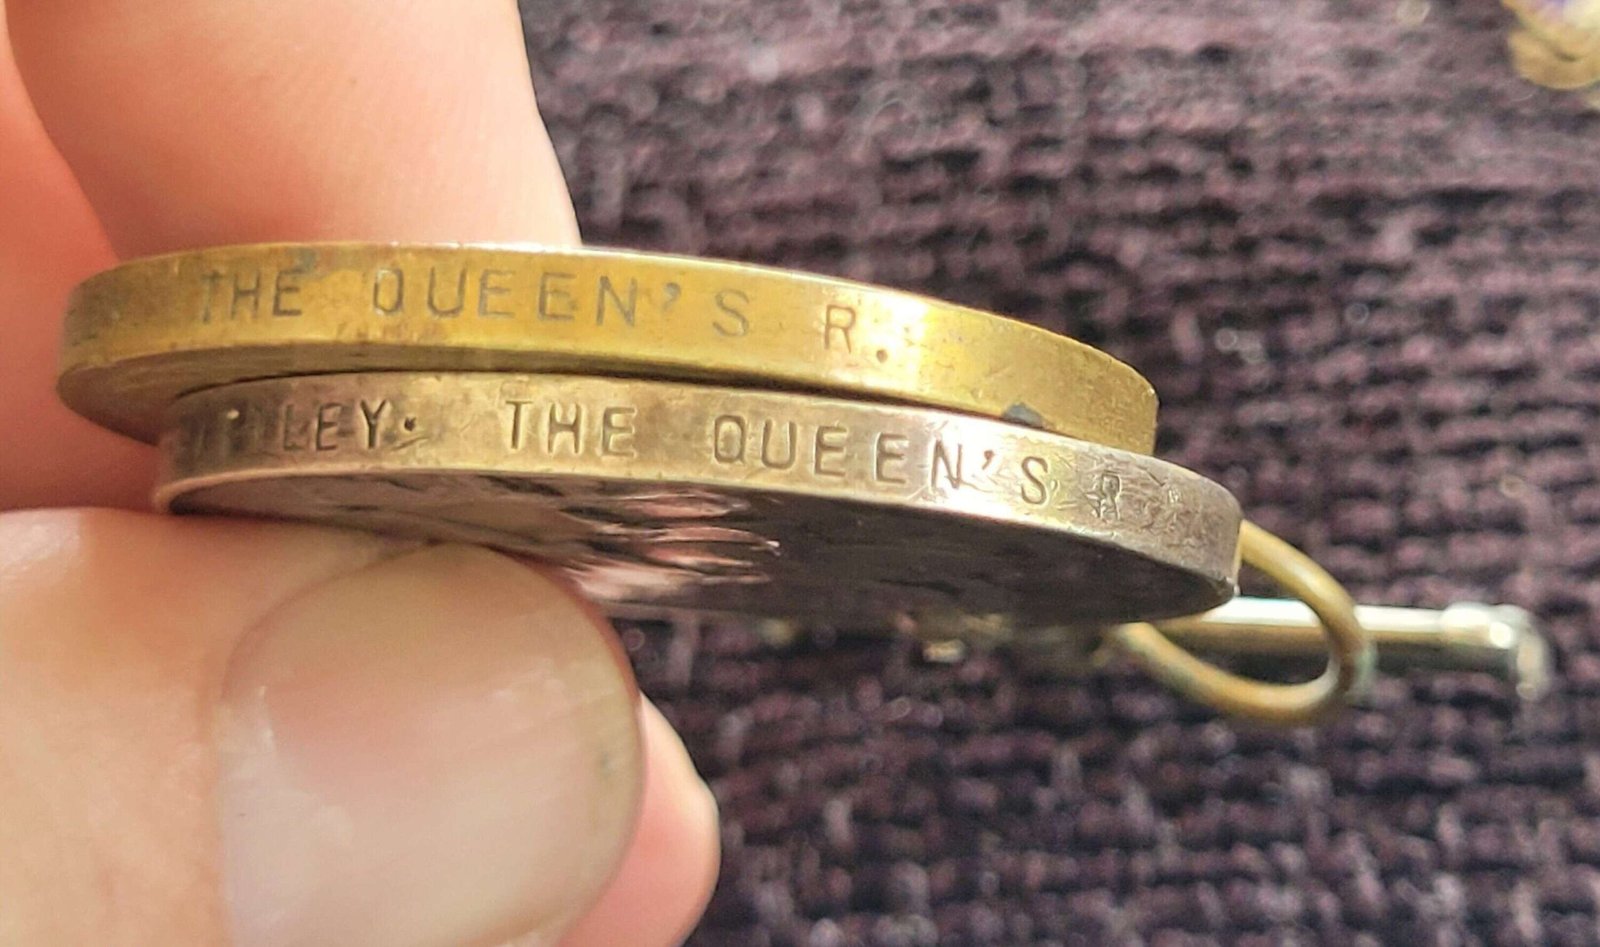 THE QUEEN'S R.
LEY. THE QUEEN'S R